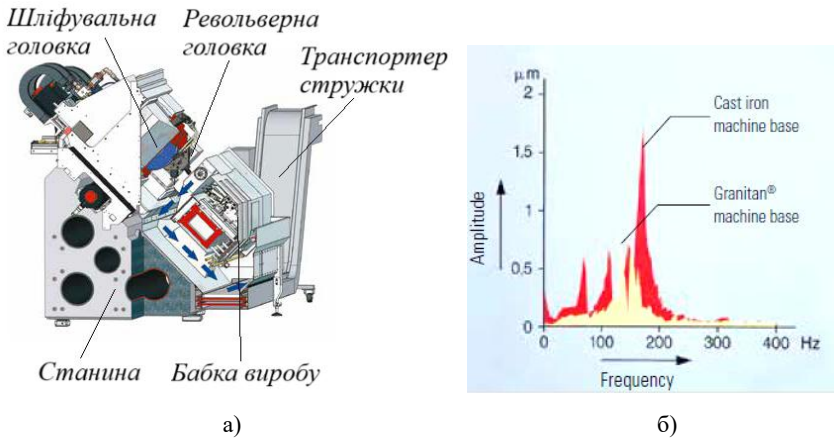 Шліфувальна
головка
Револьверна
головка
Транспортер
стружки
Станина
Бабка виробу
а)
μm
2
1,5
1
0,5
0
Amplitude
Cast iron
machine base
Granitan®
machine base
0 100 200 300 400 Hz
Frequency
б)